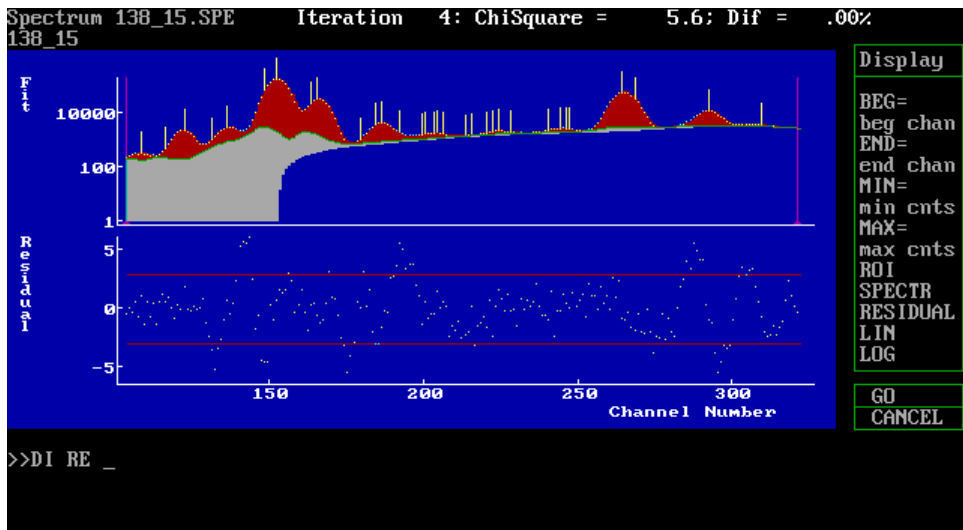 Spectrum 138_15.SPE Iteration 4: ChiSquare = 5.6; Dif = .00%
138_15
Fit
10000
100
1
Residual
5
0
-5
150 200 250 300
Channel Number
Display
BEG=
beg chan
END=
end chan
MIN=
min cnts
MAX=
max cnts
ROI
SPECTR
RESIDUAL
LIN
LOG
GO
CANCEL
>>DI RE _